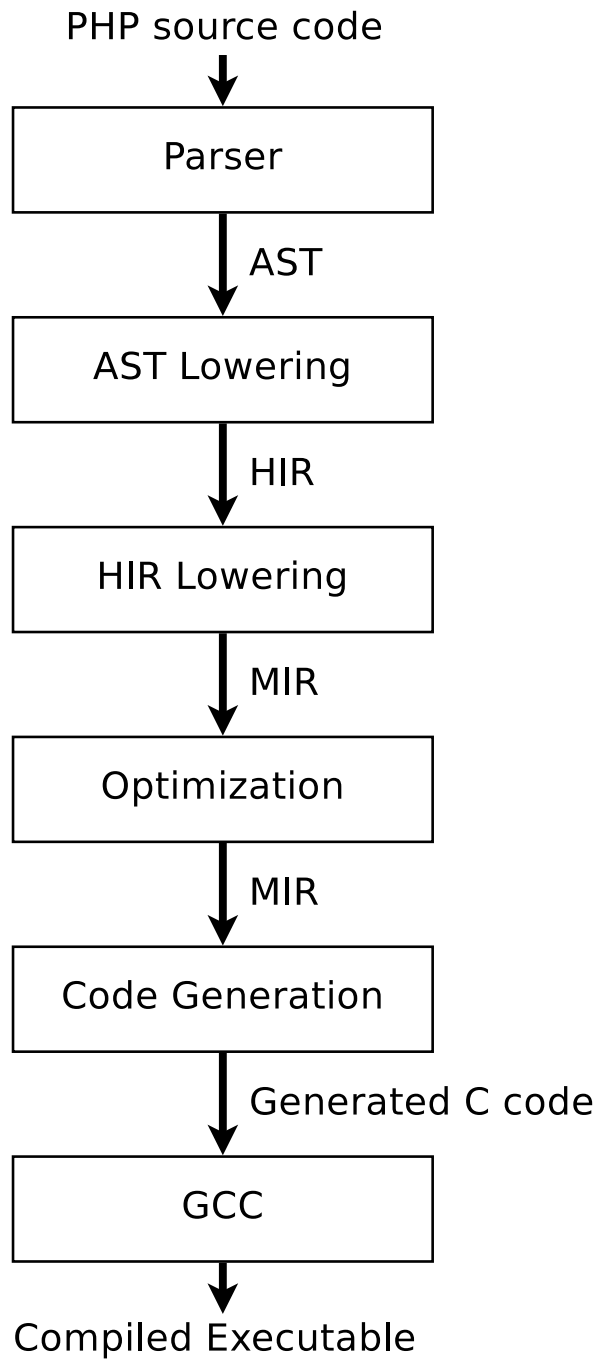 PHP source code
Parser
AST
AST Lowering
HIR
HIR Lowering
MIR
Optimization
MIR
Code Generation
Generated C code
GCC
Compiled Executable